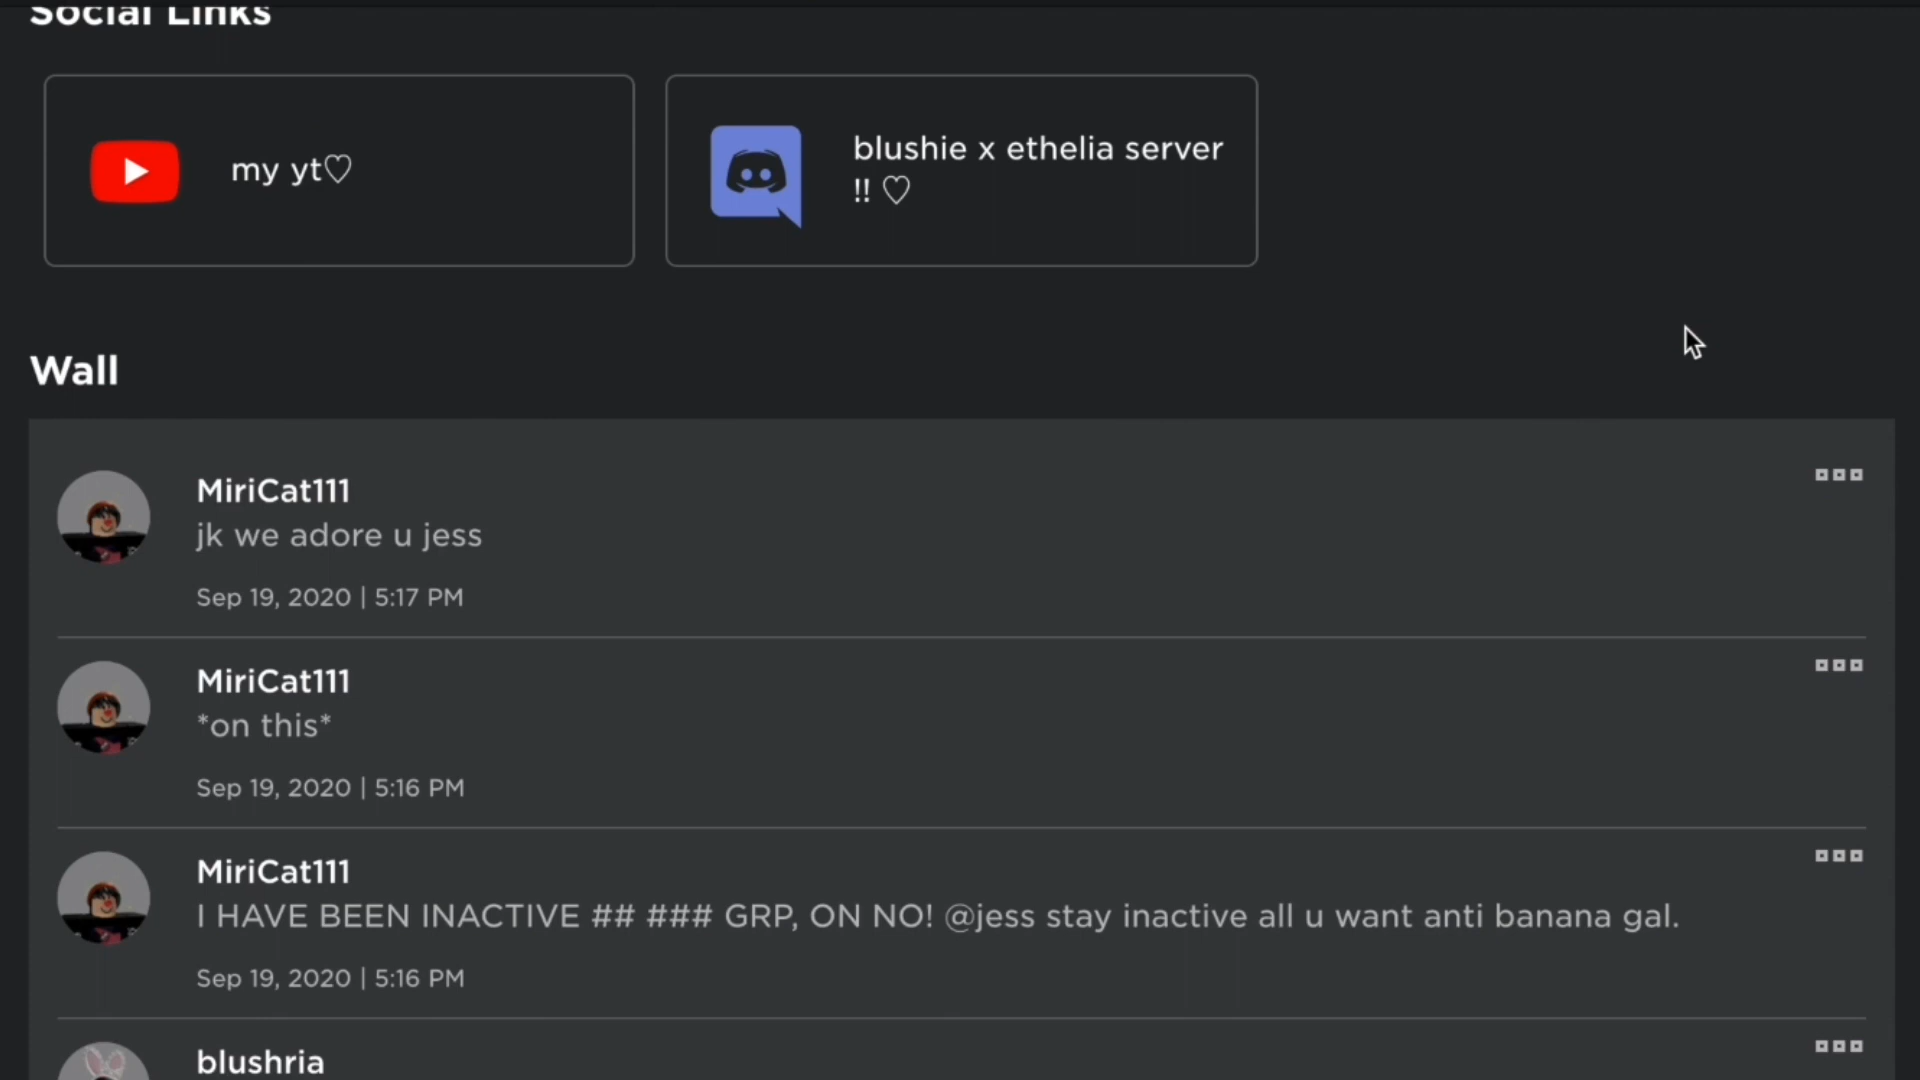 Social Links
my yt♡
blushie x ethelia server
!! ♡
Wall
MiriCat111
jk we adore u jess
Sep 19, 2020 | 5:17 PM
MiriCat111
*on this*
Sep 19, 2020 | 5:16 PM
MiriCat111
I HAVE BEEN INACTIVE ## ### GRP, ON NO! @jess stay inactive all u want anti banana gal.
Sep 19, 2020 | 5:16 PM
blushria